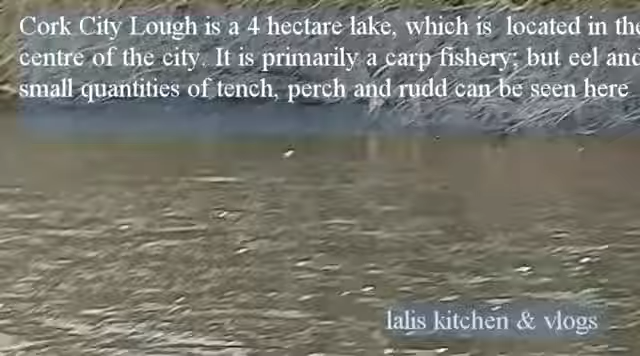 Cork City Lough is a 4 hectare lake, which is located in the
centre of the city. It is primarily a carp fishery; but eel and
small quantities of tench, perch and rudd can be seen here
lalis kitchen & vlogs